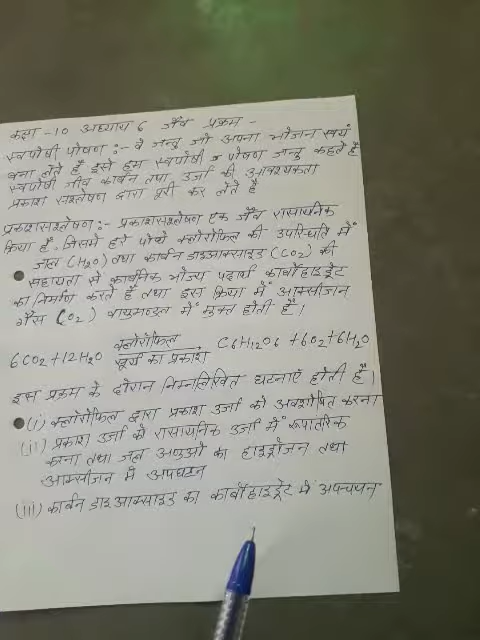 कक्षा -10 अध्याय 6 जैव प्रक्रम -
स्वपोषी पोषण :- वे जन्तु जो अपना भोजन स्वयं
बना लेते हैं इसे हम स्वपोषी पोषण जन्तु कहते हैं
स्वपोषी जीव कार्बन तथा उर्जा की आवश्यकता
प्रकाश संश्लेषण द्वारा पूरी कर लेते है
प्रकाशसंश्लेषण :- प्रकाशसंश्लेषण एक जैव रासायनिक
क्रिया है जिसमें हरे पौधे क्लोरोफिल की उपस्थिति में
जल (H2O) तथा कार्बन डाइआक्साइड (CO2) की
सहायता से कार्बनिक भोज्य पदार्थ कार्बोहाइड्रेट
का निर्माण करते हैं तथा इस क्रिया में आक्सीजन
गैस (O2) वायुमण्डल में मुक्त होती है।
क्लोरोफिल
6CO2 + 12H2O C6H12O6 + 6O2 + 6H2O
सूर्य का प्रकाश
इस प्रक्रम के दौरान निम्नलिखित घटनाएँ होती हैं।
(i) क्लोरोफिल द्वारा प्रकाश उर्जा को अवशोषित करना
(ii) प्रकाश उर्जा को रासायनिक उर्जा में रूपांतरित
करना तथा जल अणुओं का हाइड्रोजन तथा
आक्सीजन में अपघटन
(iii) कार्बन डाइआक्साइड का कार्बोहाइड्रेट में अपचयन